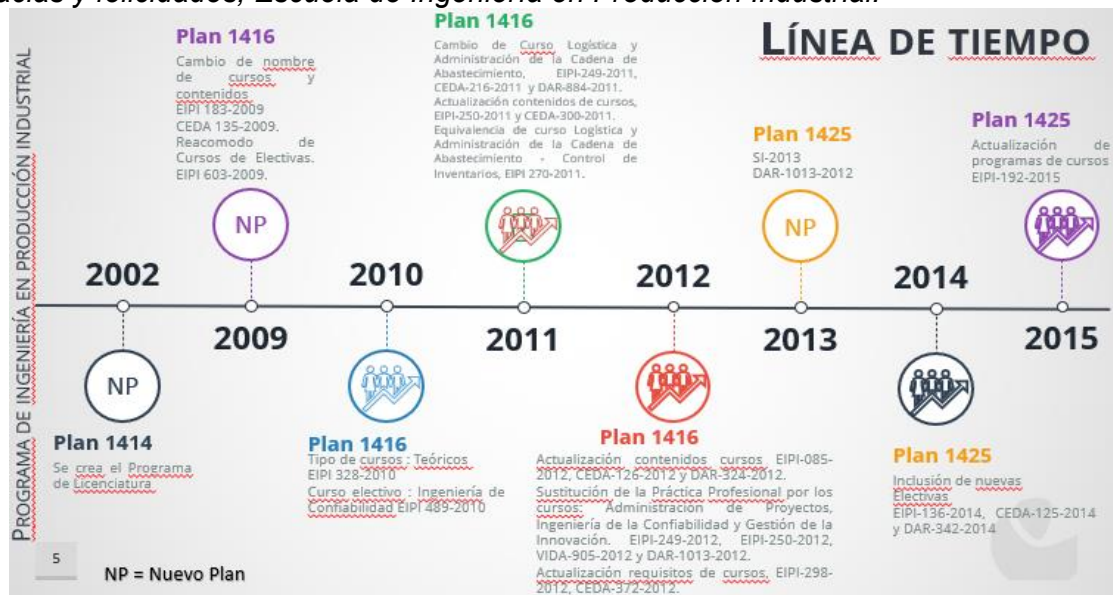 Escuela de Ingeniería en Producción Industrial.
LÍNEA DE TIEMPO
PROGRAMA DE INGENIERÍA EN PRODUCCIÓN INDUSTRIAL
2002
NP
Plan 1414
Se crea el Programa
de Licenciatura
Plan 1416
Cambio de nombre
de cursos y
contenidos
EIPI 183-2009
CEDA 135-2009.
Reacomodo de
Cursos de Electivas.
EIPI 603-2009.
NP
2009
2010
Plan 1416
Tipo de cursos : Teóricos
EIPI 328-2010
Curso electivo : Ingeniería de
Confiabilidad EIPI 489-2010
Plan 1416
Cambio de Curso Logística y
Administración de la Cadena de
Abastecimiento, EIPI-249-2011,
CEDA-216-2011 y DAR-884-2011.
Actualización contenidos de cursos,
EIPI-250-2011 y CEDA-300-2011.
Equivalencia de curso Logística y
Administración de la Cadena de
Abastecimiento - Control de
Inventarios, EIPI 270-2011.
2011
2012
Plan 1416
Actualización contenidos cursos EIPI-085-
2012, CEDA-126-2012 y DAR-324-2012.
Sustitución de la Práctica Profesional por los
cursos: Administración de Proyectos,
Ingeniería de la Confiabilidad y Gestión de la
Innovación. EIPI-249-2012, EIPI-250-2012,
VIDA-905-2012 y DAR-1013-2012.
Actualización requisitos de cursos, EIPI-298-
2012, CEDA-372-2012.
Plan 1425
SI-2013
DAR-1013-2012
NP
2013
2014
Plan 1425
Inclusión de nuevas
Electivas
EIPI-136-2014, CEDA-125-2014
y DAR-342-2014
Plan 1425
Actualización de
programas de cursos
EIPI-192-2015
2015
5
NP = Nuevo Plan